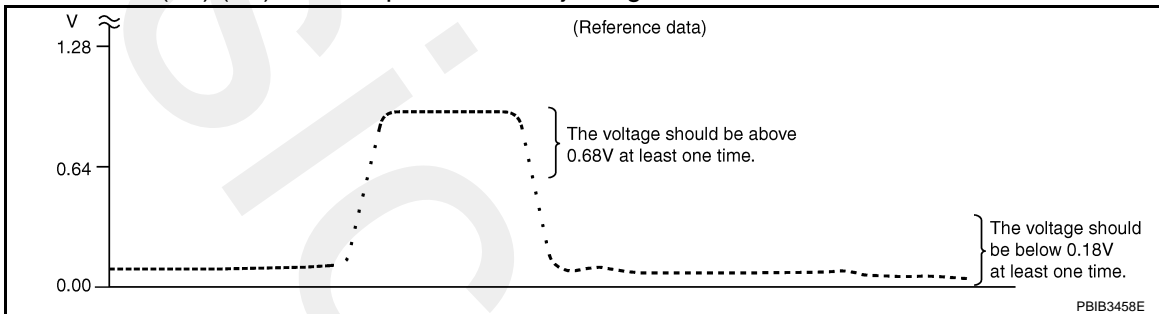 V
(Reference data)
1.28
The voltage should be above
0.68V at least one time.
0.64
The voltage should
be below 0.18V
at least one time.
0.00
PBIB3458E